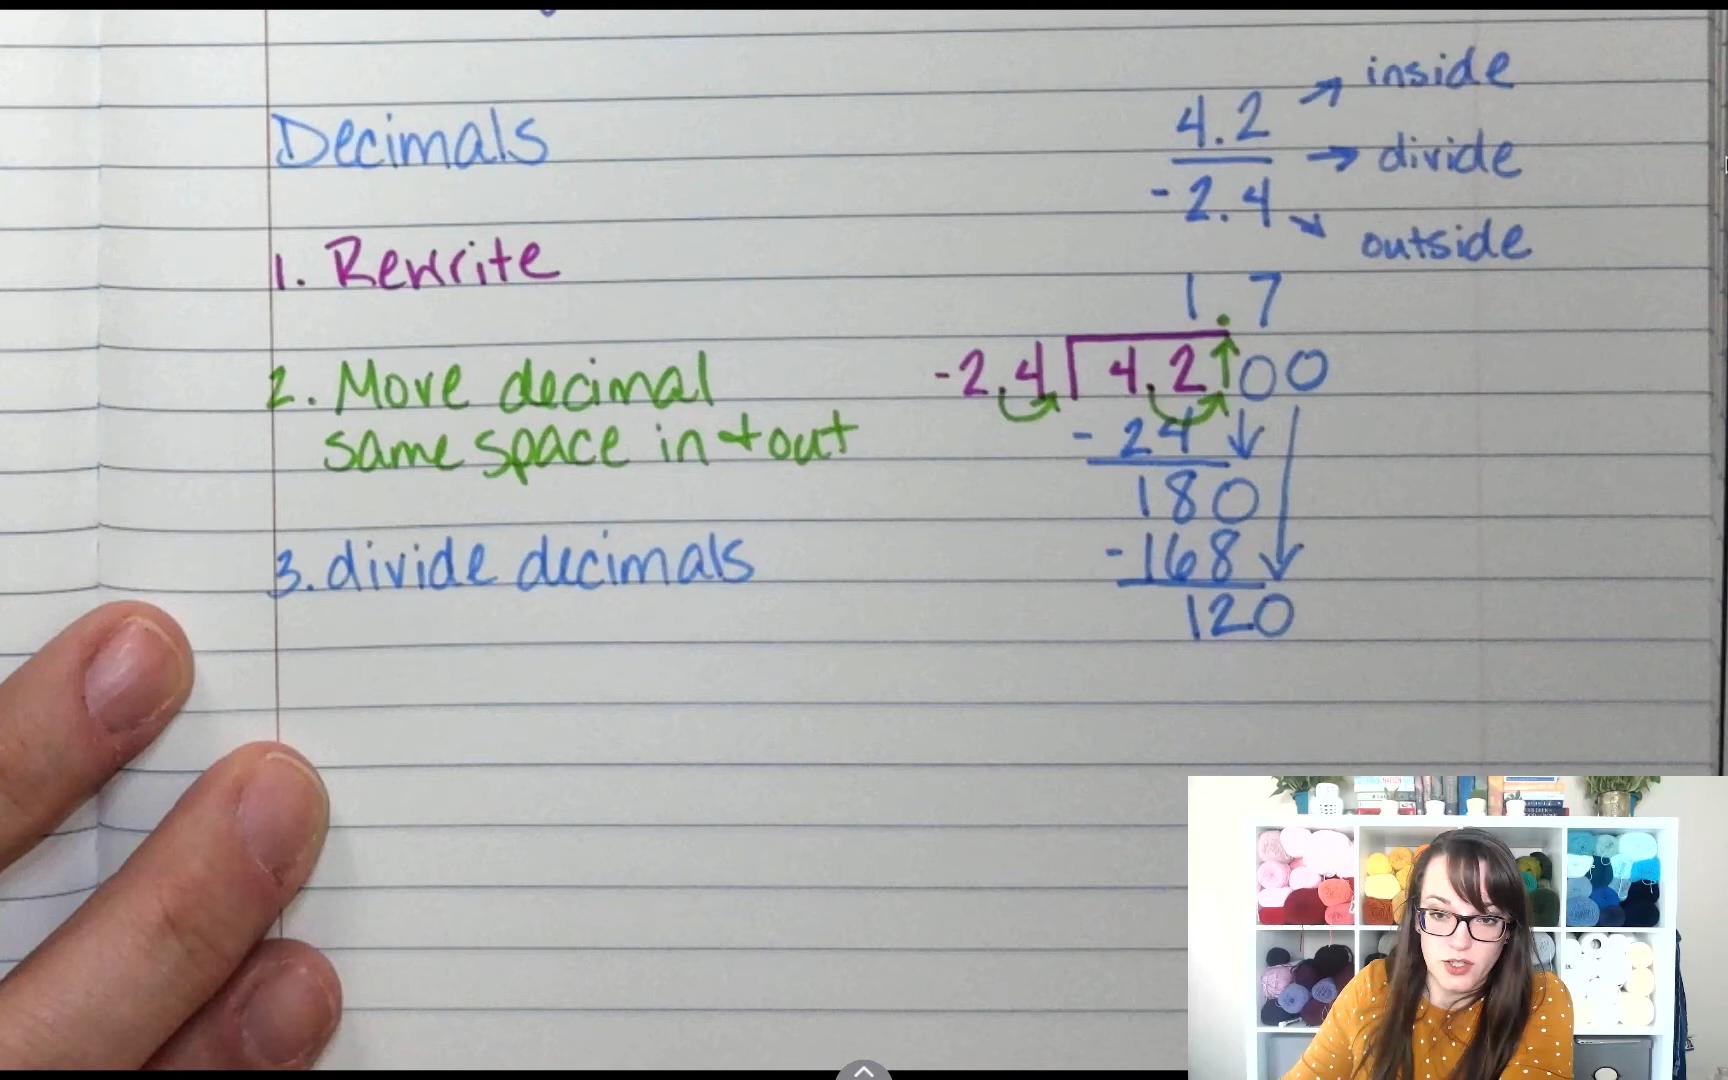 Decimals
4.2 → inside
→ divide
-2.4 → outside
1. Rewrite
1.7
2. Move decimal
same space in + out
-2.4 4.2 00
- 24
180
3. divide decimals
-168
120